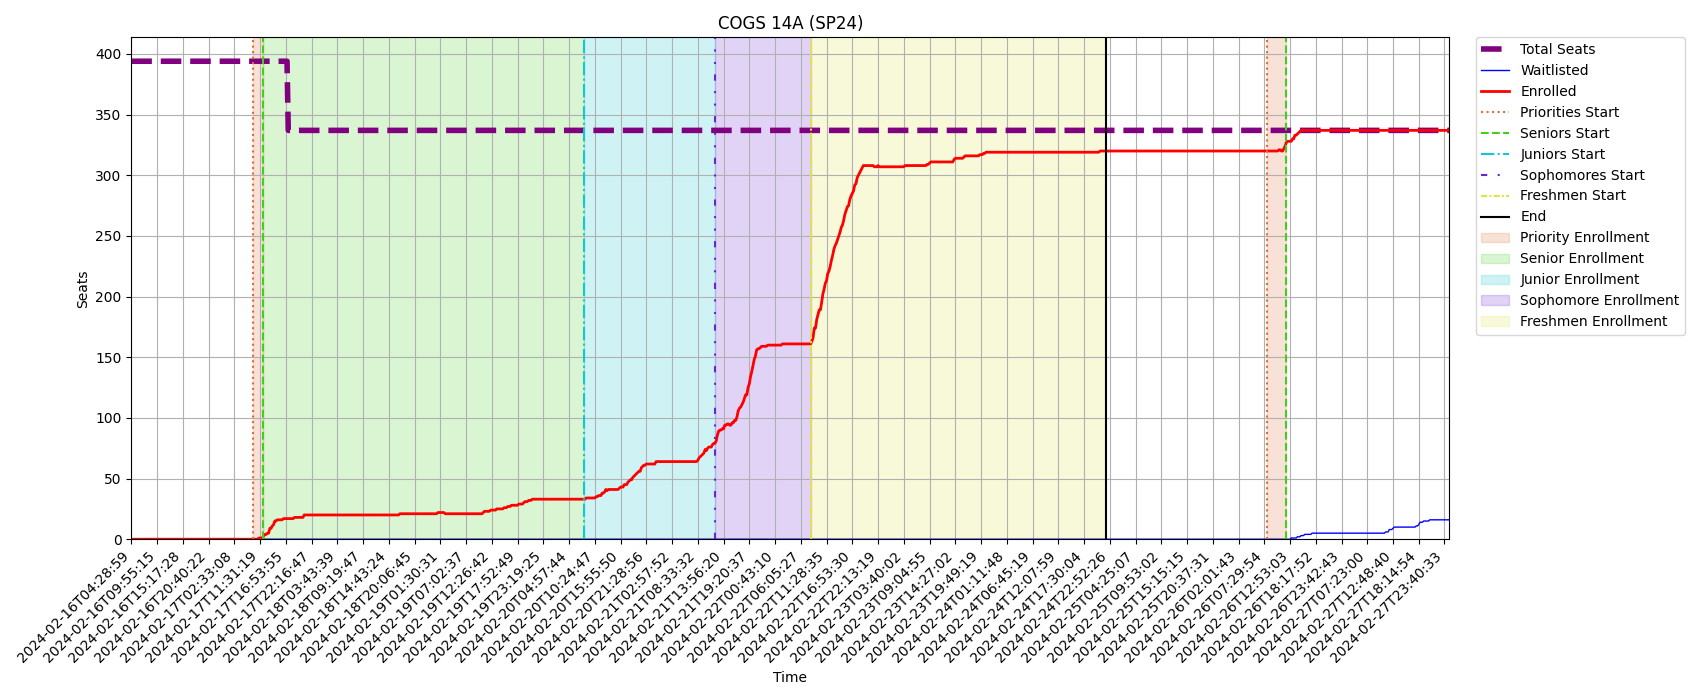 COGS 14A (SP24)
400
350
300
250
200
150
100
50
0
Seats
2024-02-16T04:28:59
2024-02-16T09:55:15
2024-02-16T15:17:28
2024-02-16T20:40:22
2024-02-17T02:33:08
2024-02-17T11:31:19
2024-02-17T16:53:55
2024-02-17T22:16:47
2024-02-18T03:43:39
2024-02-18T09:19:47
2024-02-18T14:43:24
2024-02-18T20:06:45
2024-02-19T01:30:31
2024-02-19T07:02:37
2024-02-19T12:26:42
2024-02-19T17:52:49
2024-02-19T23:19:25
2024-02-20T04:57:44
2024-02-20T10:24:47
2024-02-20T15:55:50
2024-02-20T21:28:56
2024-02-21T02:57:52
2024-02-21T08:33:32
2024-02-21T13:56:20
2024-02-21T19:20:37
2024-02-22T00:43:10
2024-02-22T06:05:27
2024-02-22T11:28:35
2024-02-22T16:53:30
2024-02-22T22:13:19
2024-02-23T03:40:02
2024-02-23T09:04:55
2024-02-23T14:27:02
2024-02-23T19:49:19
2024-02-24T01:11:48
2024-02-24T06:45:19
2024-02-24T12:07:59
2024-02-24T17:30:04
2024-02-24T22:52:26
2024-02-25T04:25:07
2024-02-25T09:53:02
2024-02-25T15:15:15
2024-02-25T20:37:31
2024-02-26T02:01:43
2024-02-26T07:29:54
2024-02-26T12:53:03
2024-02-26T18:17:52
2024-02-26T23:42:43
2024-02-27T07:23:00
2024-02-27T12:48:40
2024-02-27T18:14:54
2024-02-27T23:40:33
Time
Total Seats
Waitlisted
Enrolled
Priorities Start
Seniors Start
Juniors Start
Sophomores Start
Freshmen Start
End
Priority Enrollment
Senior Enrollment
Junior Enrollment
Sophomore Enrollment
Freshmen Enrollment